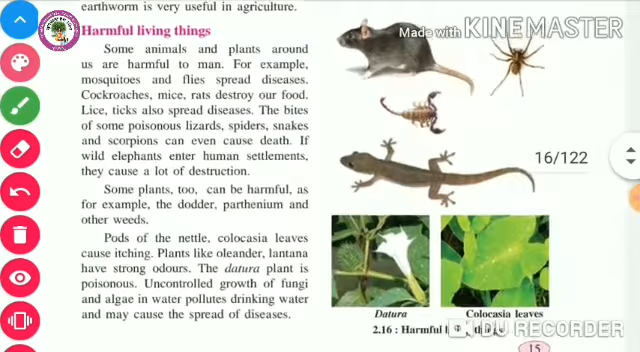 earthworm is very useful in agriculture.
Harmful living things
Some animals and plants around
us are harmful to man. For example,
mosquitoes and flies spread diseases.
Cockroaches, mice, rats destroy our food.
Lice, ticks also spread diseases. The bites
of some poisonous lizards, spiders, snakes
and scorpions can even cause death. If
wild elephants enter human settlements,
they cause a lot of destruction.
Some plants, too, can be harmful, as
for example, the dodder, parthenium and
other weeds.
Pods of the nettle, colocasia leaves
cause itching. Plants like oleander, lantana
have strong odours. The datura plant is
poisonous. Uncontrolled growth of fungi
and algae in water pollutes drinking water
and may cause the spread of diseases.
Made with KINEMASTER
16/122
Datura
Colocasia leaves
2.16 : Harmful living things
DU RECORDER
15